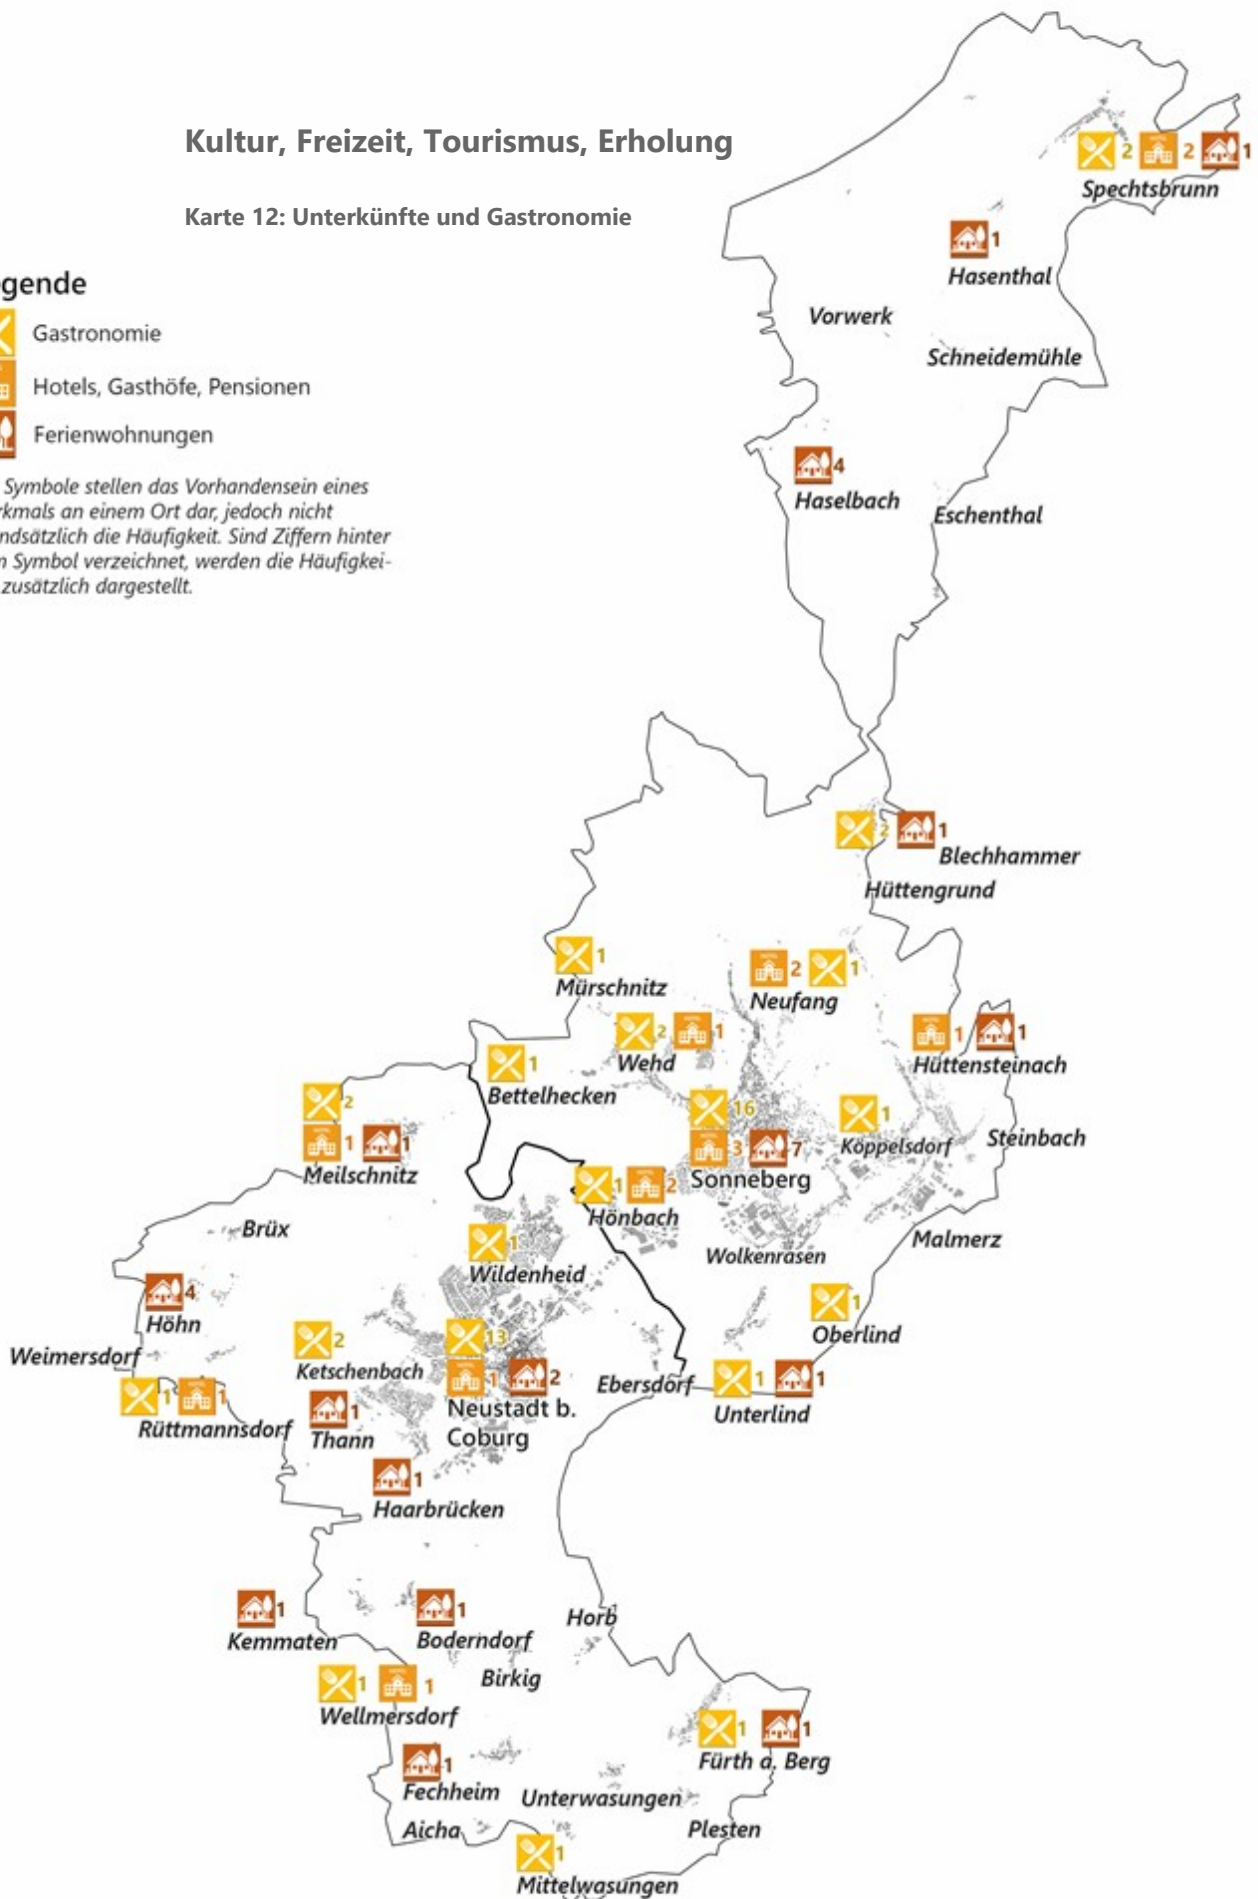 Kultur, Freizeit, Tourismus, Erholung
Karte 12: Unterkünfte und Gastronomie
gende
Gastronomie
Hotels, Gasthöfe, Pensionen
Ferienwohnungen
Symbole stellen das Vorhandensein eines
rkmals an einem Ort dar, jedoch nicht
ndsätzlich die Häufigkeit. Sind Ziffern hinter
m Symbol verzeichnet, werden die Häufigkei-
zusätzlich dargestellt.
2 2 1
Spechtsbrunn
1
Hasenthal
Vorwerk
Schneidemühle
4
Haselbach
Eschenthal
2 1
Blechhammer
Hüttengrund
1
Mürschnitz
2 1
Neufang
2 1
Wehd
1 1
Hüttensteinach
1
Bettelhecken
2
1 1
Meilschnitz
16
3 7
Sonneberg
1
Köppelsdorf
Steinbach
1 2
Hönbach
Brüx
1
Wildenheid
Wolkenrasen
Malmerz
4
Höhn
1
Oberlind
Weimersdorf
2
Ketschenbach
13
1 2
Neustadt b.
Coburg
Ebersdorf
1 1
Unterlind
1 1
Rüttmannsdorf
1
Thann
1
Haarbrücken
1
Kemmaten
1
Boderndorf
Horb
Birkig
1 1
Wellmersdorf
1 1
Fürth a. Berg
1
Fechheim
Unterwasungen
Aicha
Plesten
1
Mittelwasungen